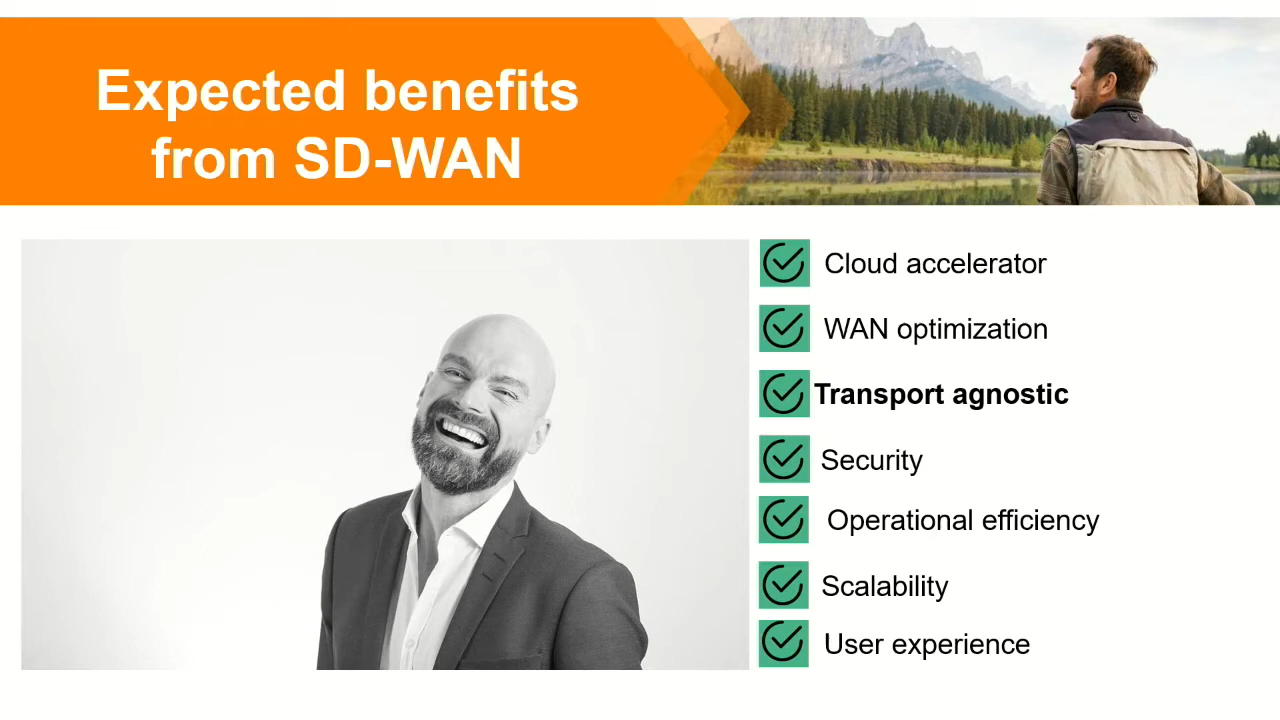 Expected benefits
from SD-WAN
Cloud accelerator
WAN optimization
Transport agnostic
Security
Operational efficiency
Scalability
User experience